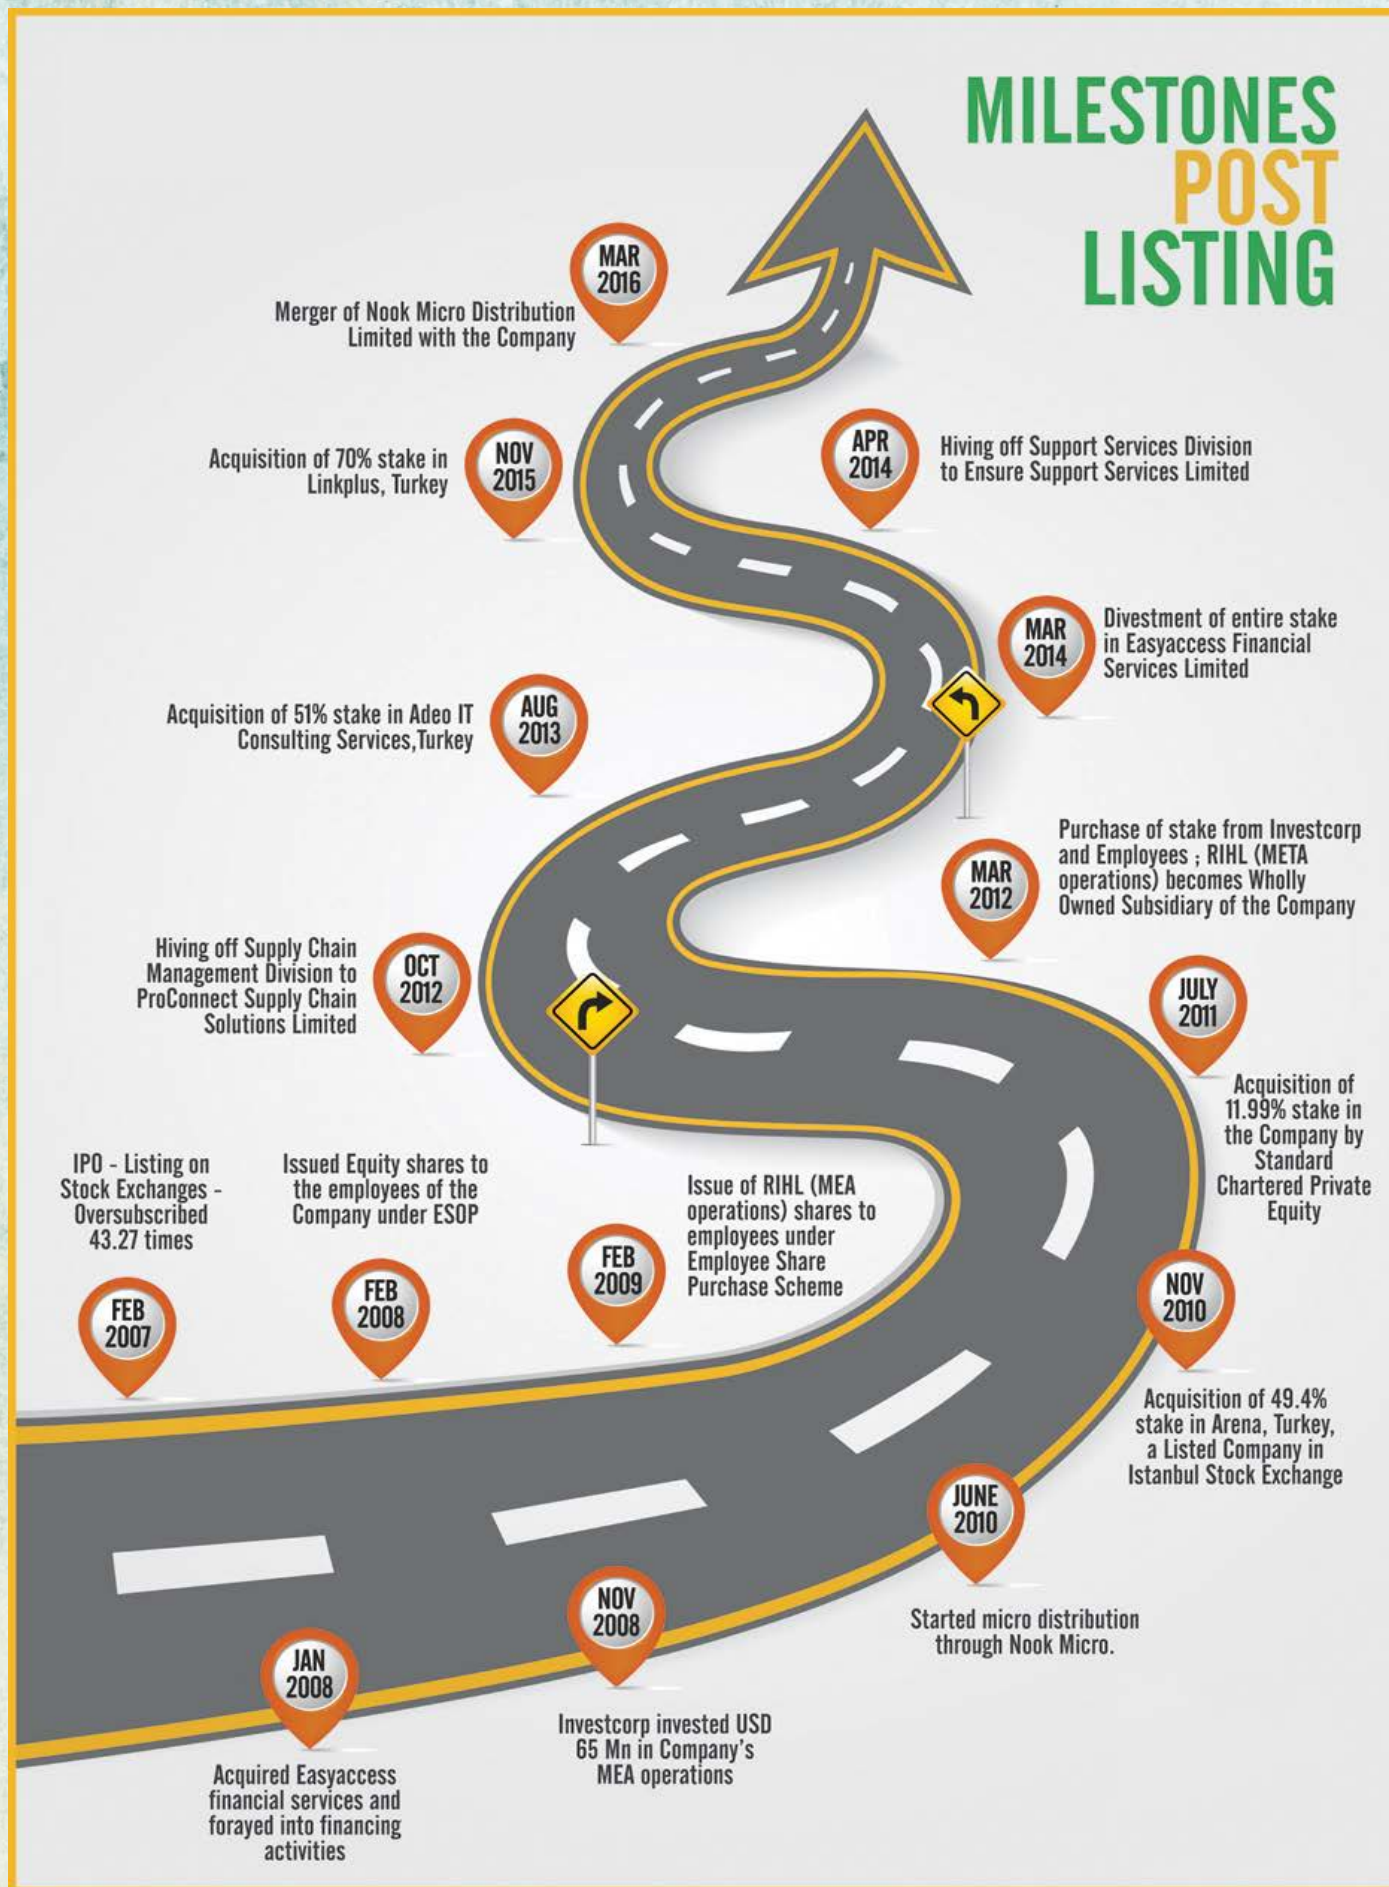 MILESTONES
POST
LISTING
MAR
2016
Merger of Nook Micro Distribution
Limited with the Company
NOV
2015
Acquisition of 70% stake in
Linkplus, Turkey
APR
2014
Hiving off Support Services Division
to Ensure Support Services Limited
MAR
2014
Divestment of entire stake
in Easyaccess Financial
Services Limited
AUG
2013
Acquisition of 51% stake in Adeo IT
Consulting Services,Turkey
MAR
2012
Purchase of stake from Investcorp
and Employees ; RIHL (META
operations) becomes Wholly
Owned Subsidiary of the Company
OCT
2012
Hiving off Supply Chain
Management Division to
ProConnect Supply Chain
Solutions Limited
JULY
2011
Acquisition of
11.99% stake in
the Company by
Standard
Chartered Private
Equity
IPO - Listing on
Stock Exchanges -
Oversubscribed
43.27 times
FEB
2007
Issued Equity shares to
the employees of the
Company under ESOP
FEB
2008
FEB
2009
Issue of RIHL (MEA
operations) shares to
employees under
Employee Share
Purchase Scheme
NOV
2010
Acquisition of 49.4%
stake in Arena, Turkey,
a Listed Company in
Istanbul Stock Exchange
JUNE
2010
Started micro distribution
through Nook Micro.
NOV
2008
Investcorp invested USD
65 Mn in Company's
MEA operations
JAN
2008
Acquired Easyaccess
financial services and
forayed into financing
activities